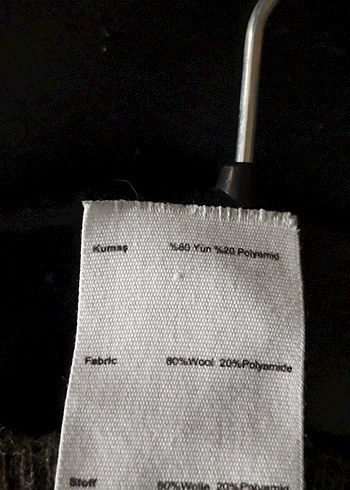 Kumaş %80 Yün %20 Polyamid
Fabric 80%Wool 20%Polyamide
Stoff 80%Wolle 20%Polyamid